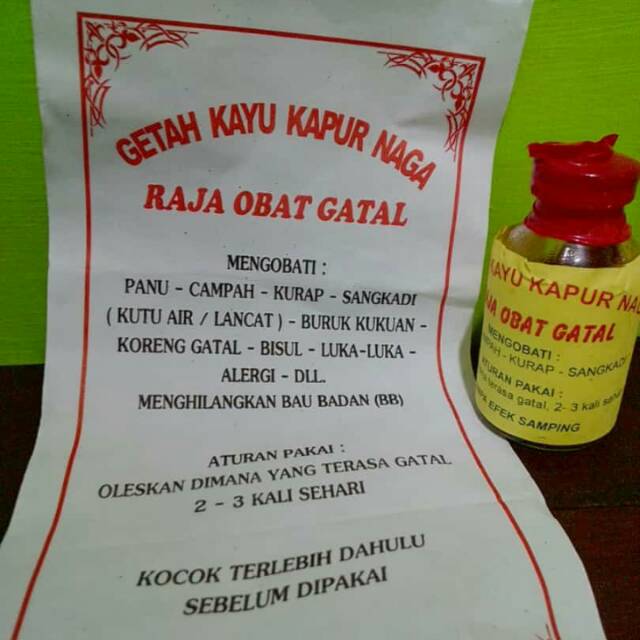 GETAH KAYU KAPUR NAGA
RAJA OBAT GATAL
MENGOBATI :
PANU - CAMPAH - KURAP - SANGKADI
( KUTU AIR / LANCAT ) - BURUK KUKUAN -
KORENG GATAL - BISUL - LUKA-LUKA -
ALERGI - DLL.
MENGHILANGKAN BAU BADAN (BB)
ATURAN PAKAI :
OLESKAN DIMANA YANG TERASA GATAL
2 - 3 KALI SEHARI
KOCOK TERLEBIH DAHULU
SEBELUM DIPAKAI
KAYU KAPUR
OBAT GATAL
MENGOBATI :
- KURAP - SANGKADI
ATURAN PAKAI :
terasa gatal, 2- 3 kali
EFEK SAMPING